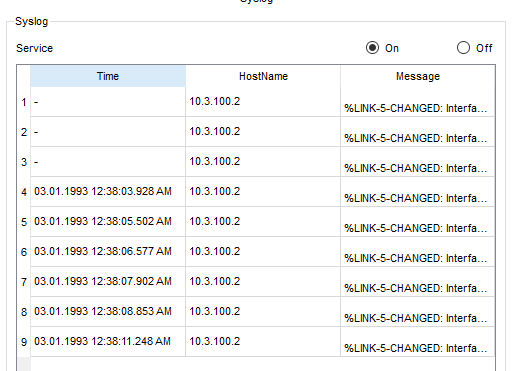 Syslog
Syslog
Service On Off
Time HostName Message
1 - 10.3.100.2 %LINK-5-CHANGED: Interfa...
2 - 10.3.100.2 %LINK-5-CHANGED: Interfa...
3 - 10.3.100.2 %LINK-5-CHANGED: Interfa...
4 03.01.1993 12:38:03.928 AM 10.3.100.2 %LINK-5-CHANGED: Interfa...
5 03.01.1993 12:38:05.502 AM 10.3.100.2 %LINK-5-CHANGED: Interfa...
6 03.01.1993 12:38:06.577 AM 10.3.100.2 %LINK-5-CHANGED: Interfa...
7 03.01.1993 12:38:07.902 AM 10.3.100.2 %LINK-5-CHANGED: Interfa...
8 03.01.1993 12:38:08.853 AM 10.3.100.2 %LINK-5-CHANGED: Interfa...
9 03.01.1993 12:38:11.248 AM 10.3.100.2 %LINK-5-CHANGED: Interfa...